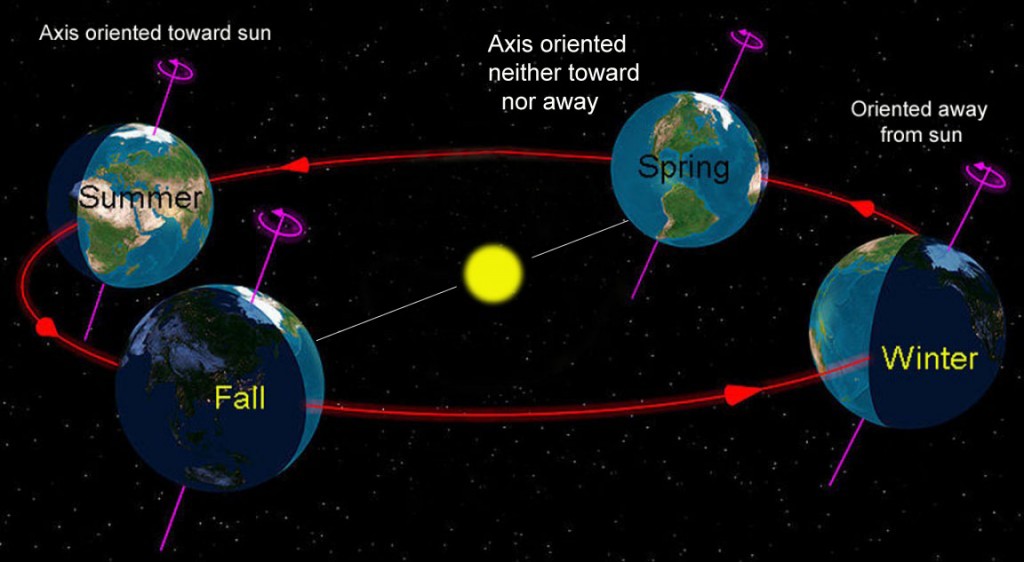 Axis oriented toward sun
Axis oriented
neither toward
nor away
Oriented away
from sun
Summer
Spring
Fall
Winter